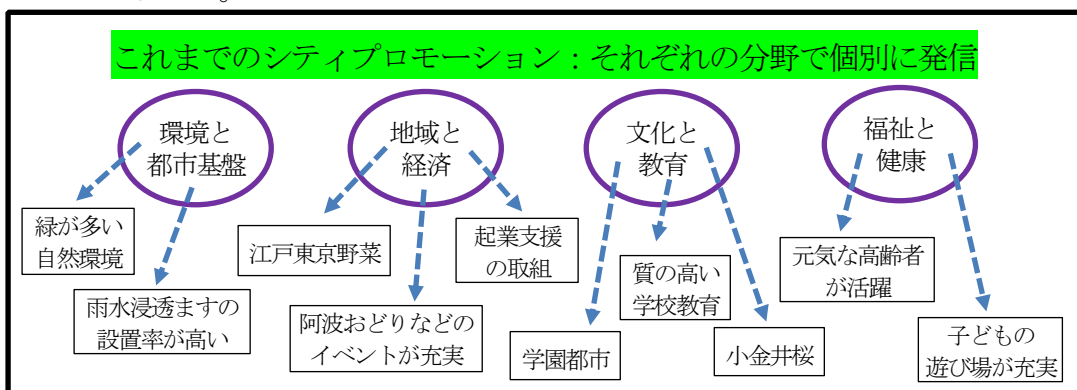 これまでのシティプロモーション：それぞれの分野で個別に発信
環境と
都市基盤
地域と
経済
文化と
教育
福祉と
健康
緑が多い
自然環境
雨水浸透ますの
設置率が高い
江戸東京野菜
阿波おどりなどの
イベントが充実
起業支援
の取組
学園都市
質の高い
学校教育
小金井桜
元気な高齢者
が活躍
子どもの
遊び場が充実